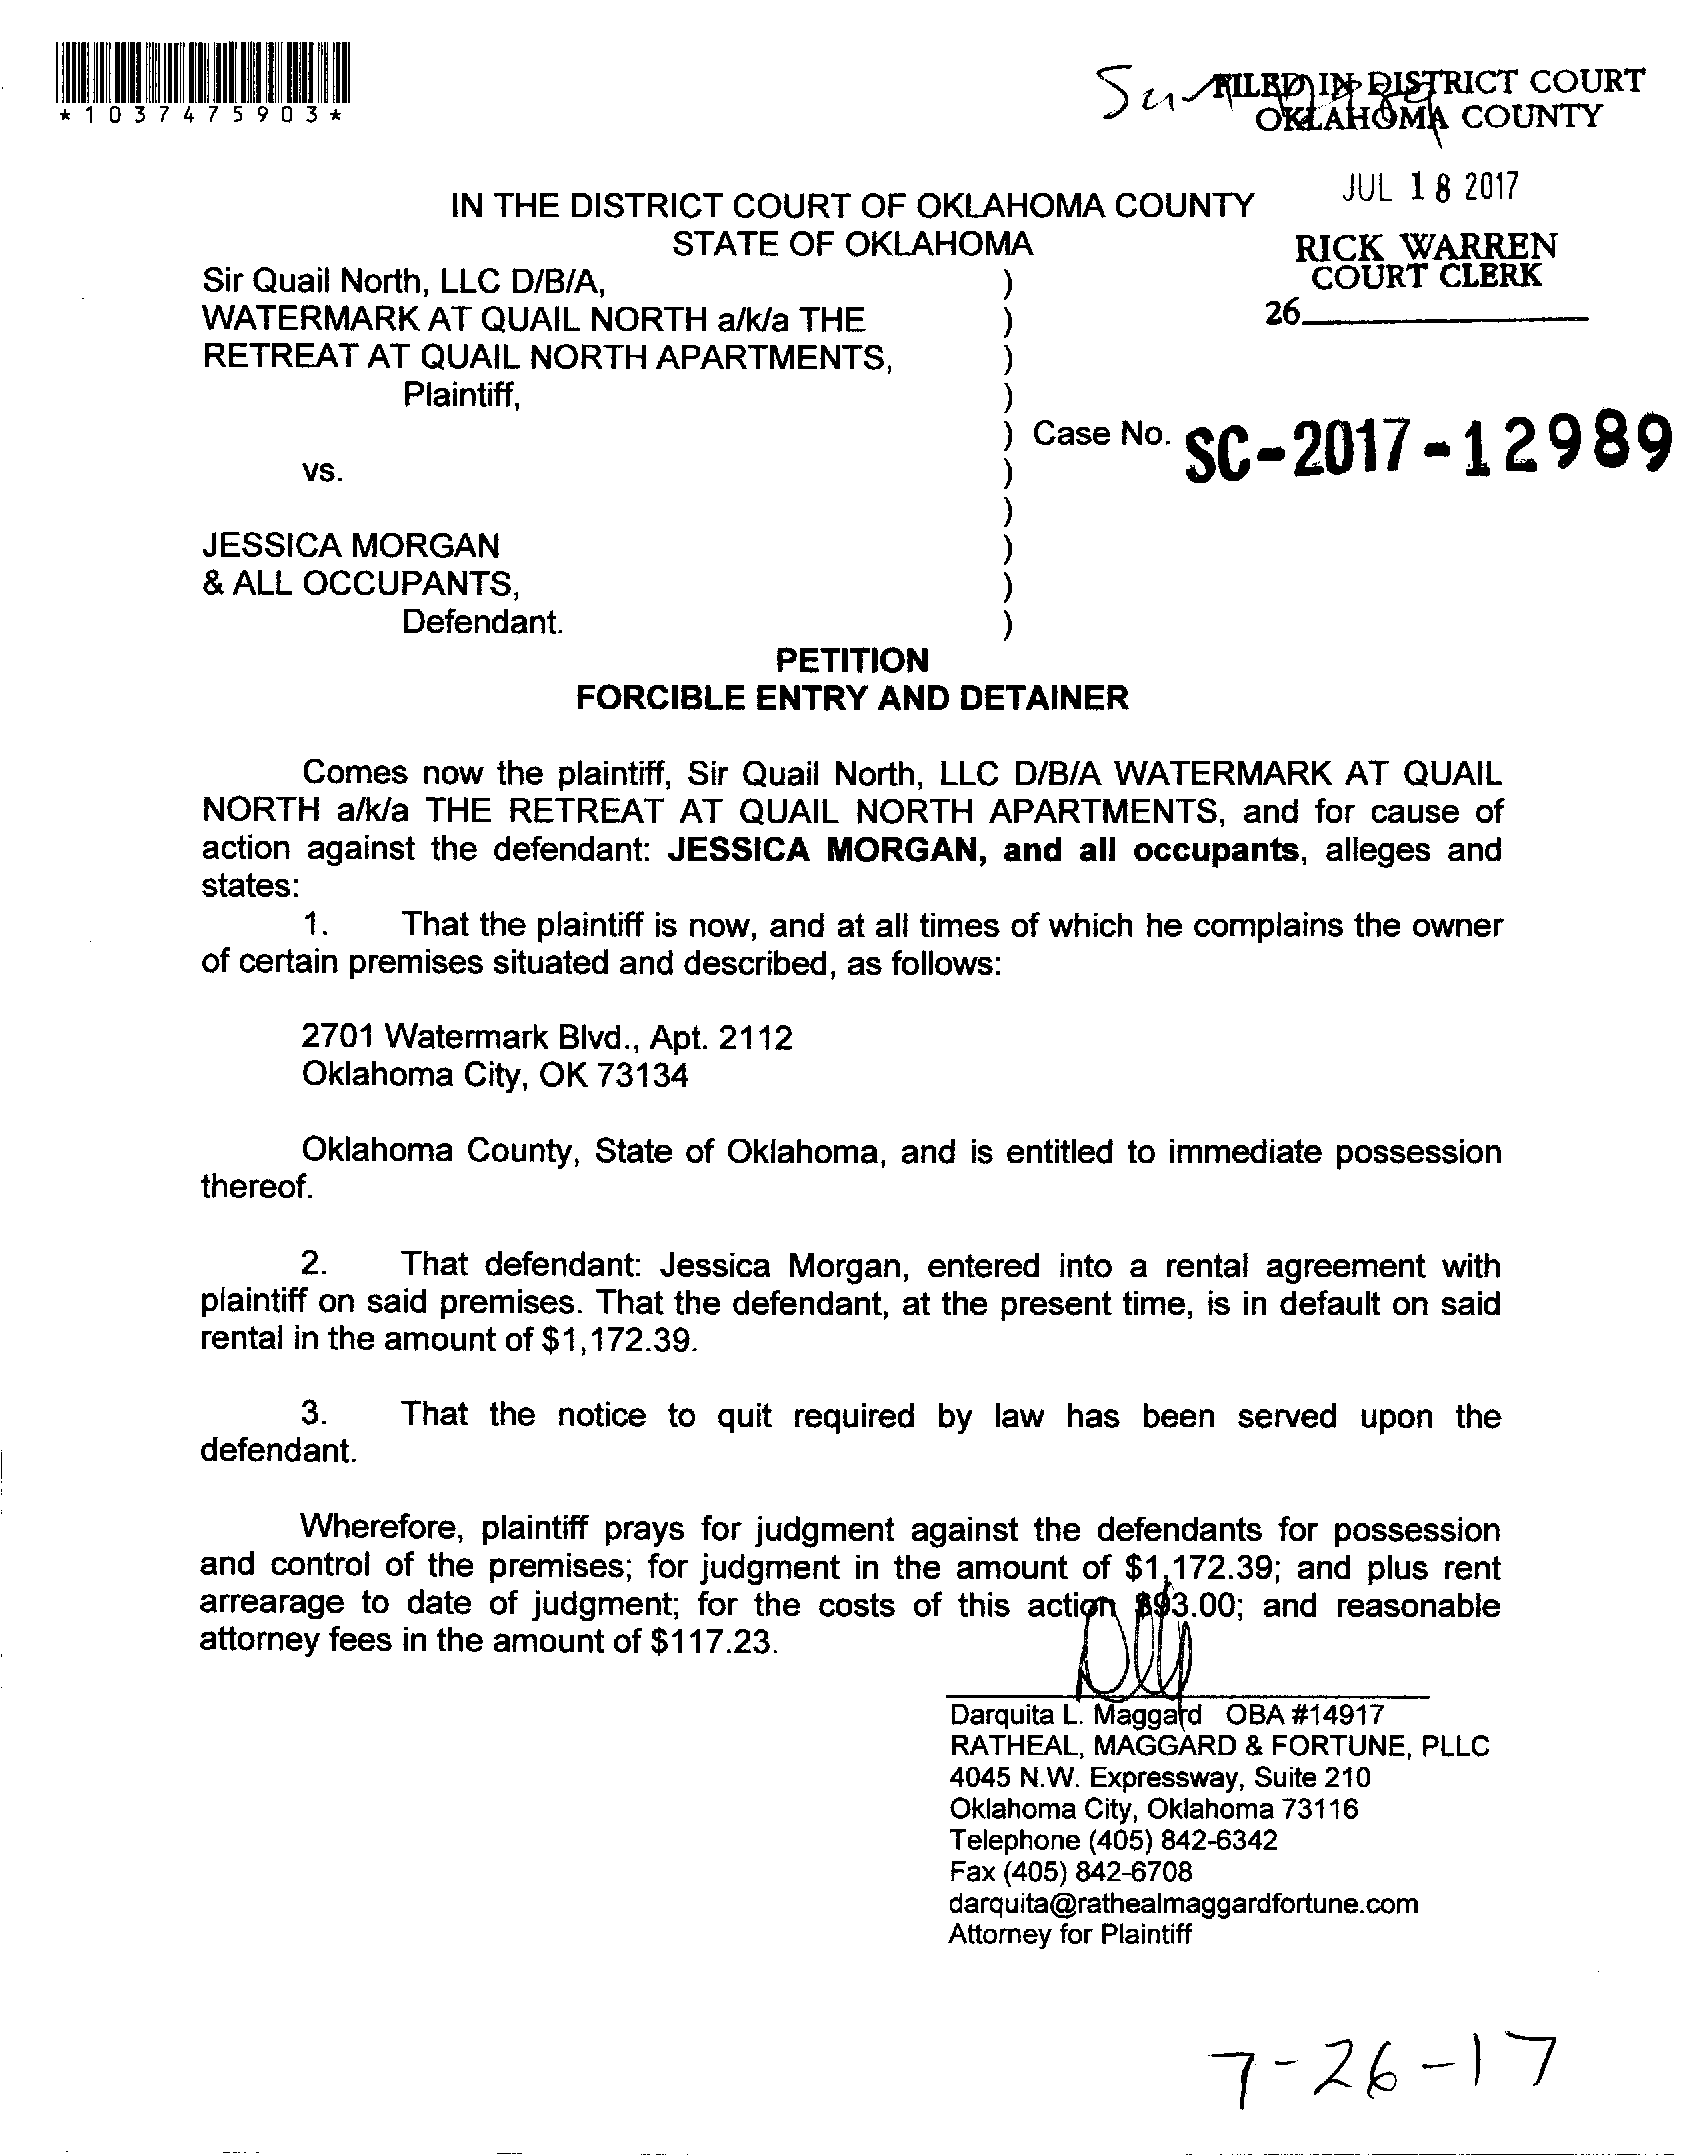 *1037475903*
FILED IN DISTRICT COURT
OKLAHOMA COUNTY
JUL 18 2017
RICK WARREN
COURT CLERK
26
IN THE DISTRICT COURT OF OKLAHOMA COUNTY
STATE OF OKLAHOMA
Sir Quail North, LLC D/B/A, )
WATERMARK AT QUAIL NORTH a/k/a THE )
RETREAT AT QUAIL NORTH APARTMENTS, )
Plaintiff, )
) Case No. SC-2017-12989
vs. )
)
JESSICA MORGAN )
& ALL OCCUPANTS, )
Defendant. )
PETITION
FORCIBLE ENTRY AND DETAINER
Comes now the plaintiff, Sir Quail North, LLC D/B/A WATERMARK AT QUAIL
NORTH a/k/a THE RETREAT AT QUAIL NORTH APARTMENTS, and for cause of
action against the defendant: JESSICA MORGAN, and all occupants, alleges and
states:
1. That the plaintiff is now, and at all times of which he complains the owner
of certain premises situated and described, as follows:
2701 Watermark Blvd., Apt. 2112
Oklahoma City, OK 73134
Oklahoma County, State of Oklahoma, and is entitled to immediate possession
thereof.
2. That defendant: Jessica Morgan, entered into a rental agreement with
plaintiff on said premises. That the defendant, at the present time, is in default on said
rental in the amount of $1,172.39.
3. That the notice to quit required by law has been served upon the
defendant.
Wherefore, plaintiff prays for judgment against the defendants for possession
and control of the premises; for judgment in the amount of $1,172.39; and plus rent
arrearage to date of judgment; for the costs of this action $93.00; and reasonable
attorney fees in the amount of $117.23.
Darquita L. Maggard OBA #14917
RATHEAL, MAGGARD & FORTUNE, PLLC
4045 N.W. Expressway, Suite 210
Oklahoma City, Oklahoma 73116
Telephone (405) 842-6342
Fax (405) 842-6708
darquita@rathealmaggardfortune.com
Attorney for Plaintiff
7-26-17